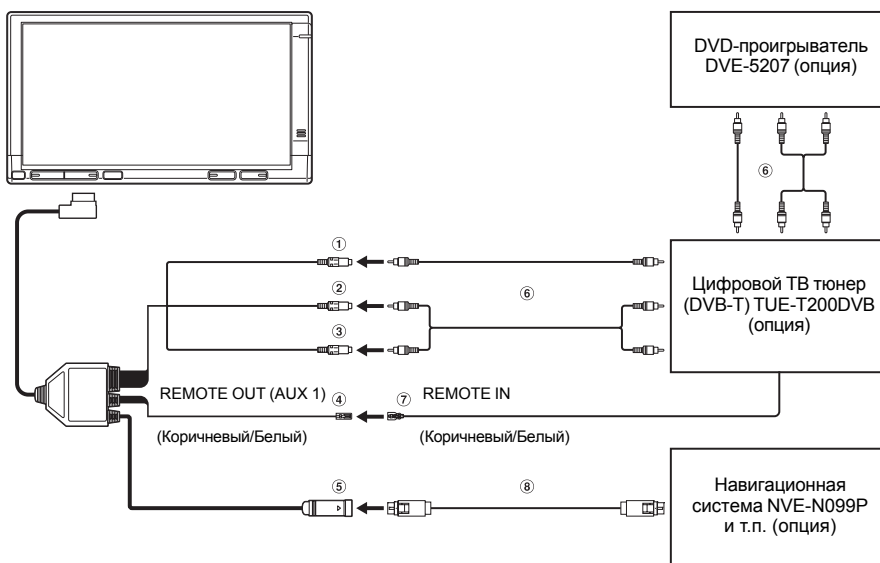 DVD-проигрыватель
DVE-5207 (опция)
⑥
①
②
⑥
③
Цифровой ТВ тюнер
(DVB-T) TUE-T200DVB
(опция)
REMOTE OUT (AUX 1)
④
⑦
REMOTE IN
(Коричневый/Белый)
(Коричневый/Белый)
⑤
⑧
Навигационная
система NVE-N099P
и т.п. (опция)